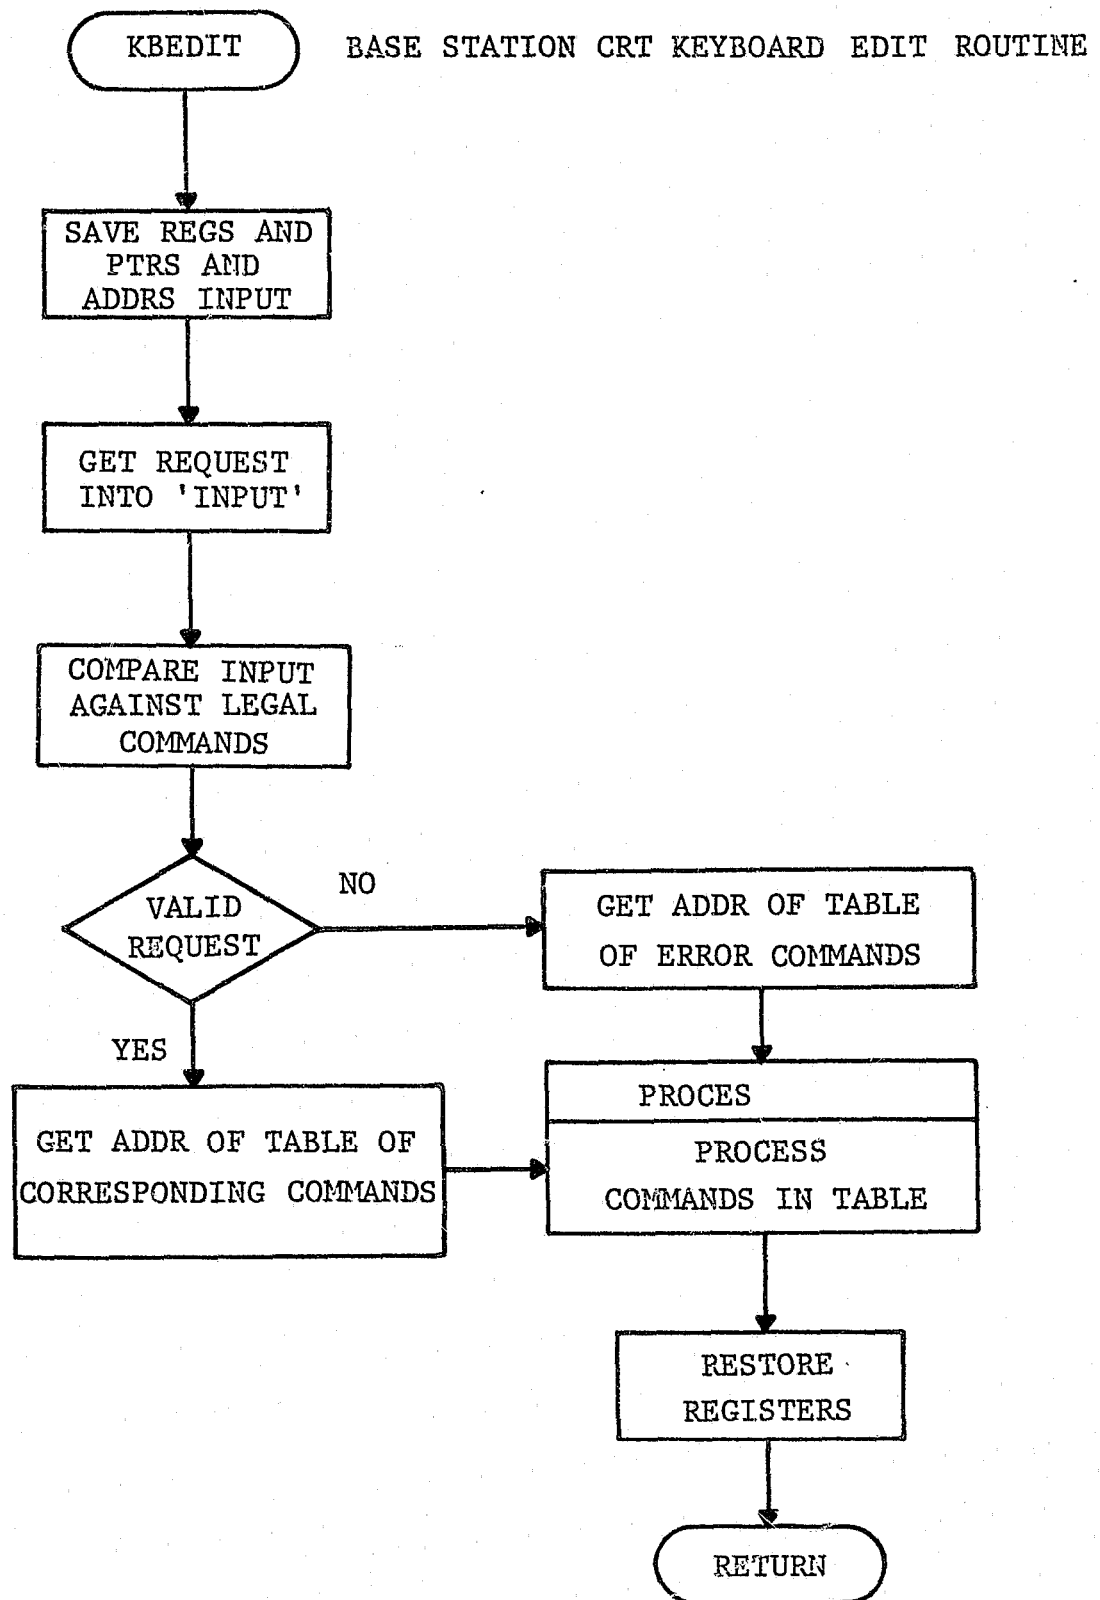 KBEDIT
BASE STATION CRT KEYBOARD EDIT ROUTINE
SAVE REGS AND
PTRS AND
ADDRS INPUT
GET REQUEST
INTO 'INPUT'
COMPARE INPUT
AGAINST LEGAL
COMMANDS
VALID
REQUEST
NO
GET ADDR OF TABLE
OF ERROR COMMANDS
YES
GET ADDR OF TABLE OF
CORRESPONDING COMMANDS
PROCES
PROCESS
COMMANDS IN TABLE
RESTORE
REGISTERS
RETURN